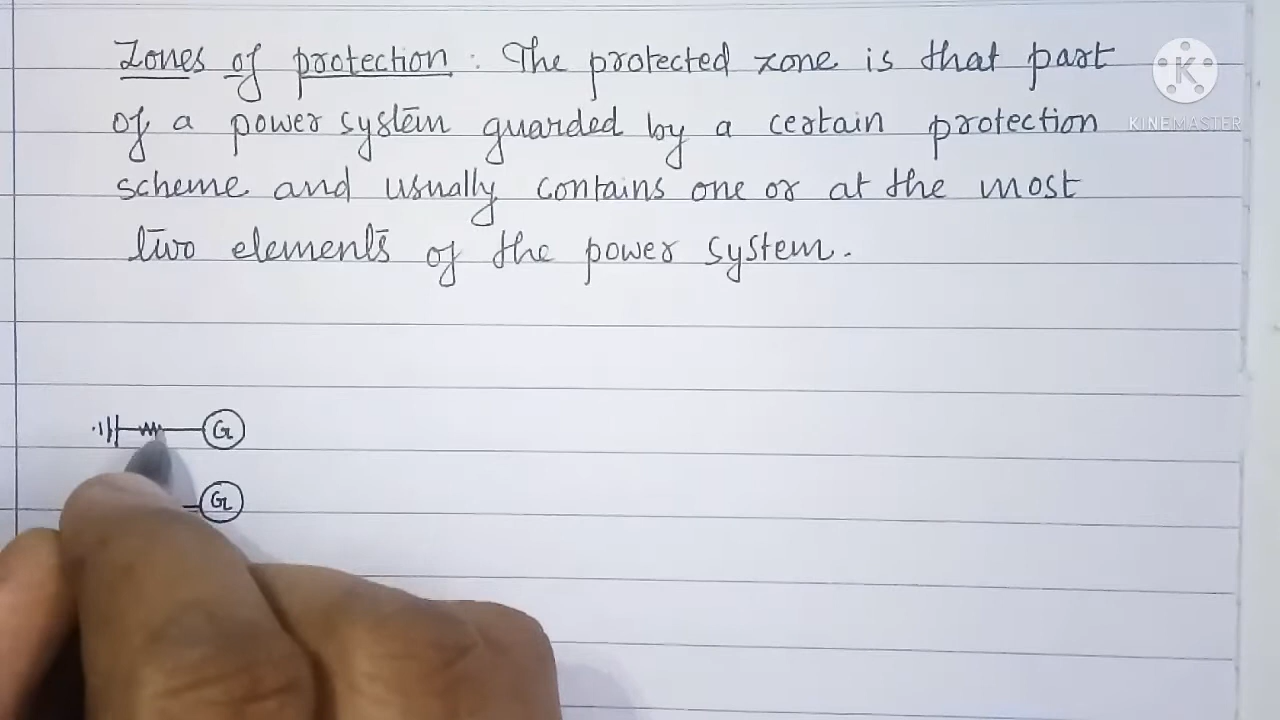 Zones of protection : The protected zone is that part
of a power system guarded by a certain protection
scheme and usually contains one or at the most
two elements of the power system.
K
KINEMASTER
G
G